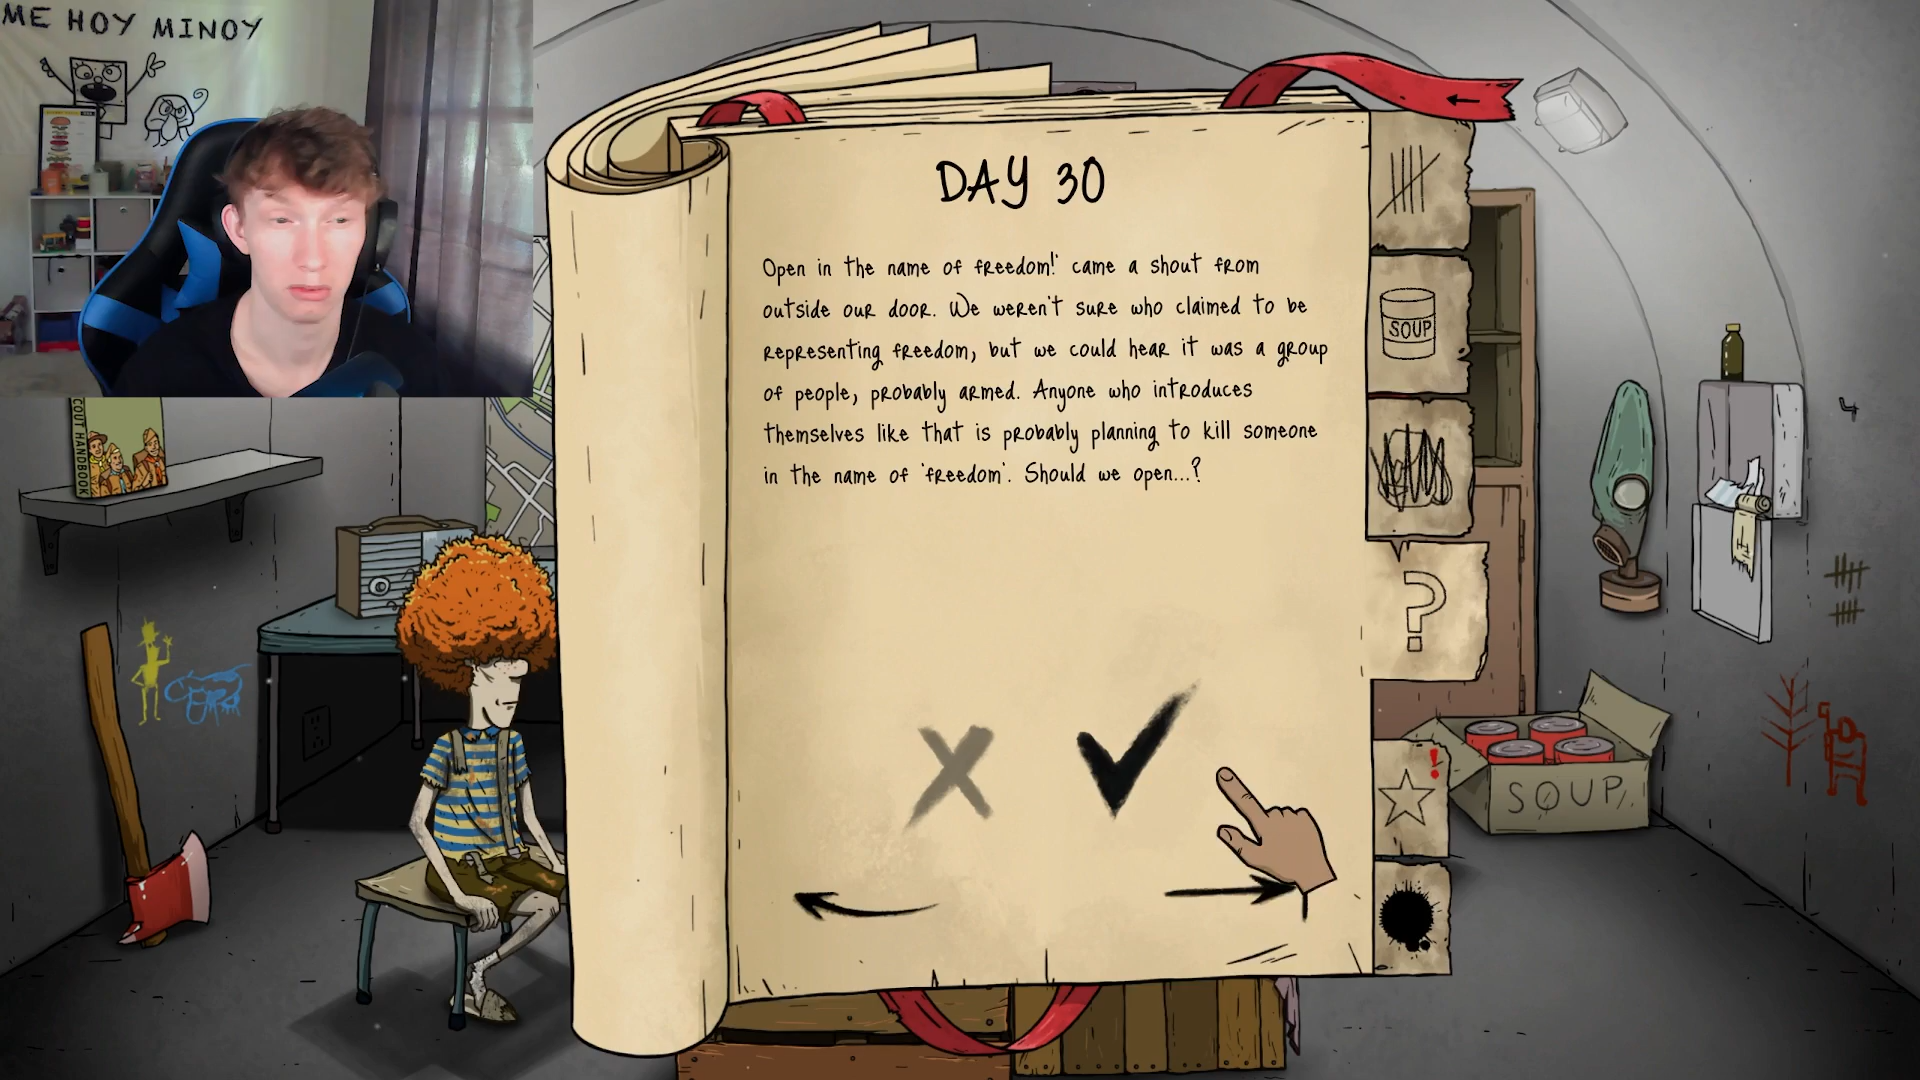 ME HOY MINOY
DAY 30
Open in the name of freedom!' came a shout from
outside our door. We weren't sure who claimed to be
representing freedom, but we could hear it was a group
of people, probably armed. Anyone who introduces
themselves like that is probably planning to kill someone
in the name of 'freedom'. Should we open...?
SOUP
?
!
COUT HANDBOOK
SOUP